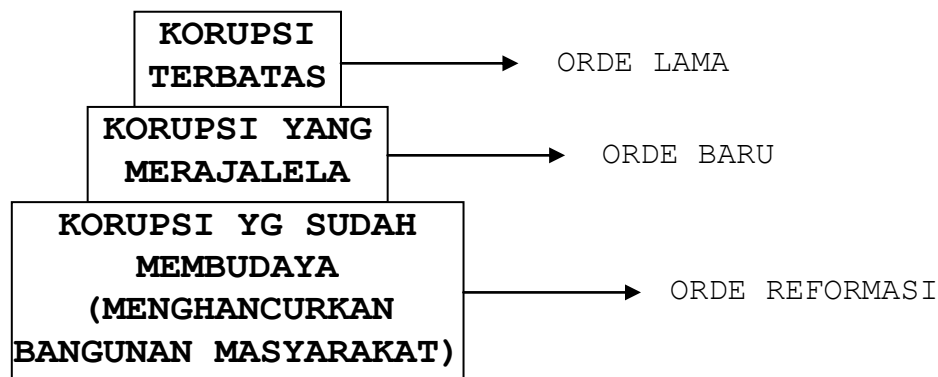 KORUPSI
TERBATAS
ORDE LAMA
KORUPSI YANG
MERAJALELA
ORDE BARU
KORUPSI YG SUDAH
MEMBUDAYA
(MENGHANCURKAN
BANGUNAN MASYARAKAT)
ORDE REFORMASI